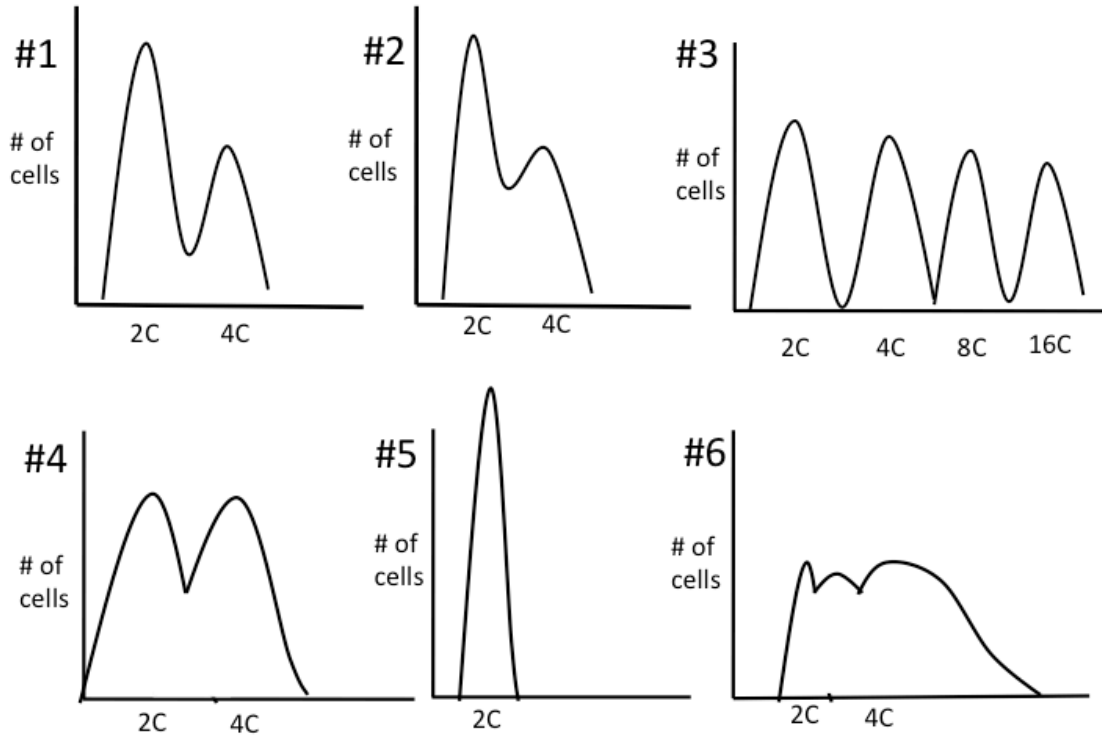 #1
# of
cells
2C 4C
#2
# of
cells
2C 4C
#3
# of
cells
2C 4C 8C 16C
#4
# of
cells
2C 4C
#5
# of
cells
2C
#6
# of
cells
2C 4C